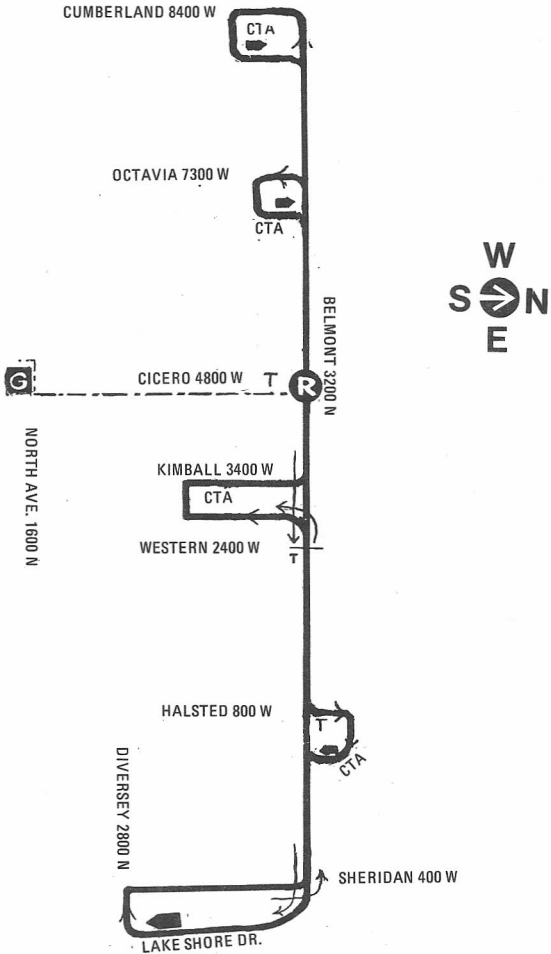 CUMBERLAND 8400 W
CTA
OCTAVIA 7300 W
CTA
W
S N
E
BELMONT 3200 N
G
CICERO 4800 W T R
NORTH AVE. 1600 N
KIMBALL 3400 W
CTA
WESTERN 2400 W
T
HALSTED 800 W
T
CTA
DIVERSEY 2800 N
SHERIDAN 400 W
LAKE SHORE DR.